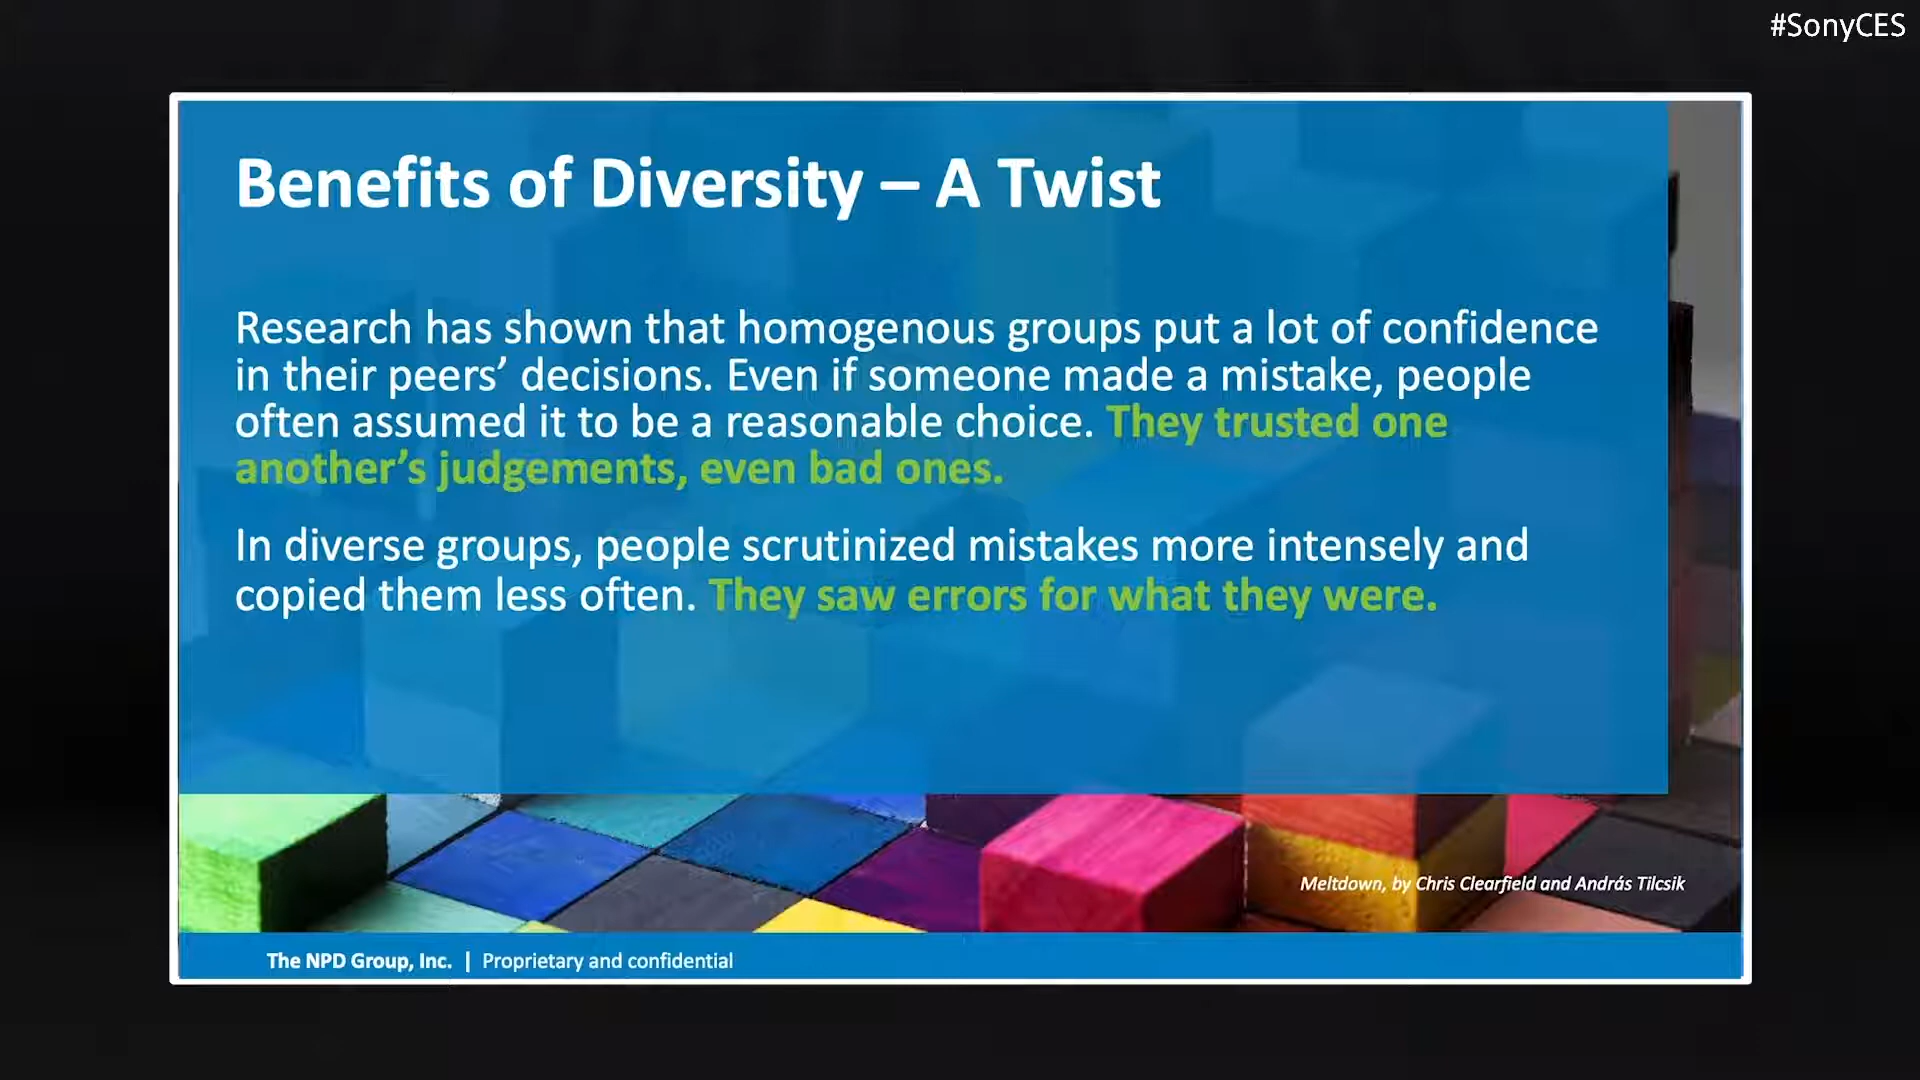 #SonyCES
Benefits of Diversity – A Twist
Research has shown that homogenous groups put a lot of confidence
in their peers’ decisions. Even if someone made a mistake, people
often assumed it to be a reasonable choice. They trusted one
another’s judgements, even bad ones.
In diverse groups, people scrutinized mistakes more intensely and
copied them less often. They saw errors for what they were.
Meltdown, by Chris Clearfield and András Tilcsik
The NPD Group, Inc. | Proprietary and confidential